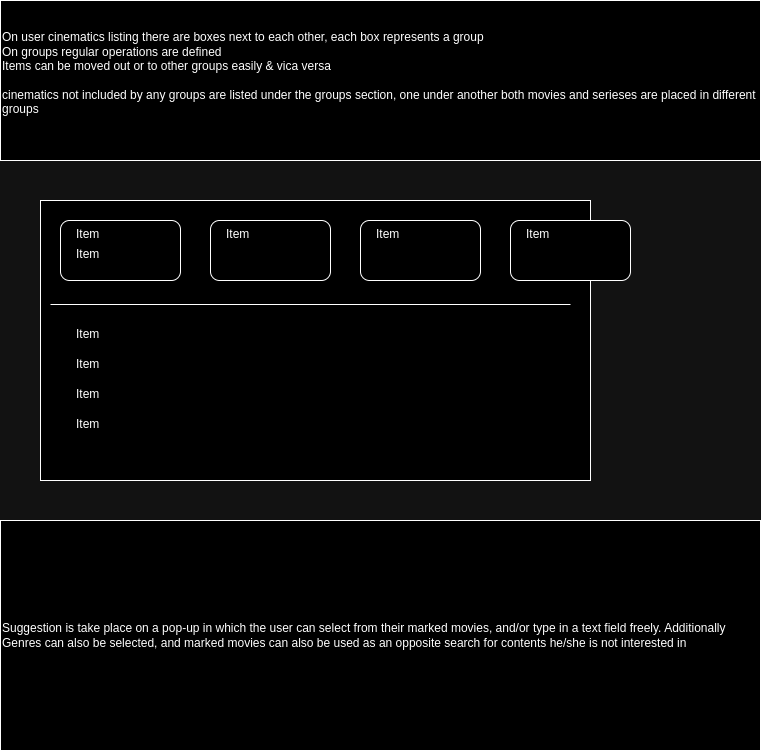 On user cinematics listing there are boxes next to each other, each box represents a group
On groups regular operations are defined
Items can be moved out or to other groups easily & vica versa
cinematics not included by any groups are listed under the groups section, one under another both movies and serieses are placed in different
groups
Item
Item
Item
Item
Item
Item
Item
Item
Item
Suggestion is take place on a pop-up in which the user can select from their marked movies, and/or type in a text field freely. Additionally
Genres can also be selected, and marked movies can also be used as an opposite search for contents he/she is not interested in